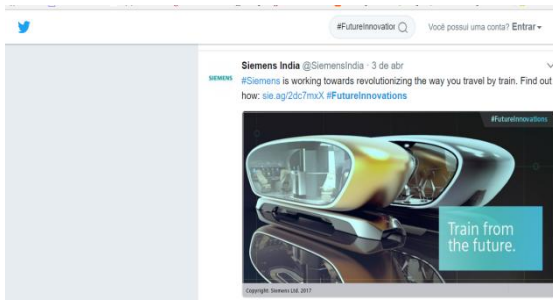 #FutureInnovation
Você possui uma conta? Entrar
Siemens India @SiemensIndia · 3 de abr
SIEMENS
#Siemens is working towards revolutionizing the way you travel by train. Find out
how: sie.ag/2dc7mxX #FutureInnovations
#FutureInnovations
Train from
the future.
Copyright: Siemens Ltd. 2017